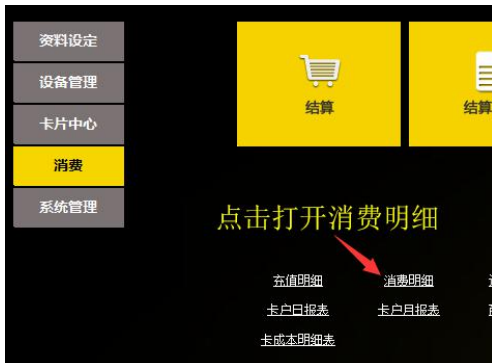 资料设定
设备管理
卡片中心
消费
系统管理
结算
结算
点击打开消费明细
充值明细
消费明细
卡户日报表
卡户月报表
卡成本明细表